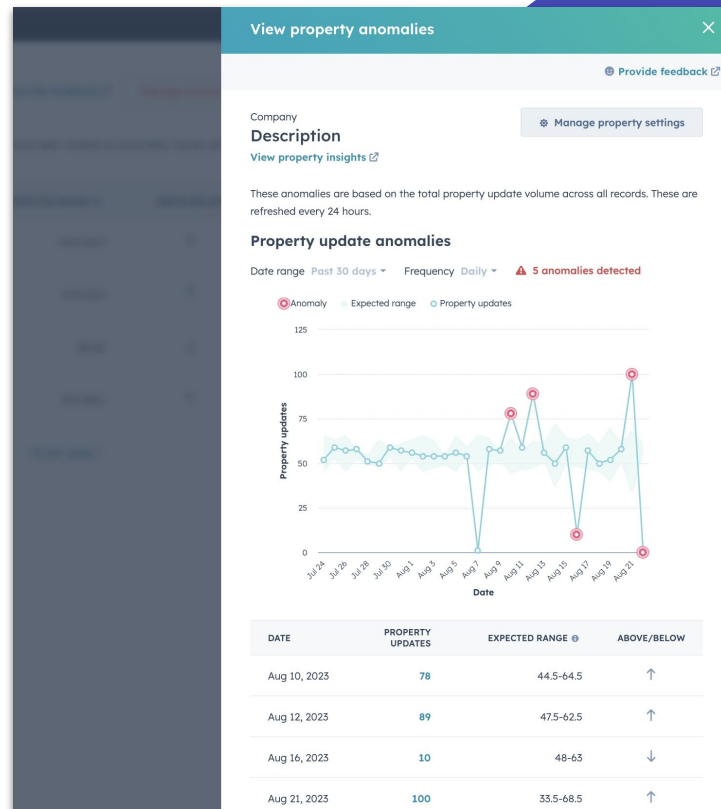 View property anomalies
Provide feedback
Company
Manage property settings
Description
View property insights
These anomalies are based on the total property update volume across all records. These are
refreshed every 24 hours.
Property update anomalies
Date range Past 30 days Frequency Daily 5 anomalies detected
Anomaly Expected range Property updates
125
100
75
50
25
0
Property updates
Jul 24 Jul 26 Jul 28 Jul 30 Aug 1 Aug 3 Aug 5 Aug 7 Aug 9 Aug 11 Aug 13 Aug 15 Aug 17 Aug 19 Aug 21
Date
DATE PROPERTY UPDATES EXPECTED RANGE ABOVE/BELOW
Aug 10, 2023 78 44.5-64.5 ↑
Aug 12, 2023 89 47.5-62.5 ↑
Aug 16, 2023 10 48-63 ↓
Aug 21, 2023 100 33.5-68.5 ↑